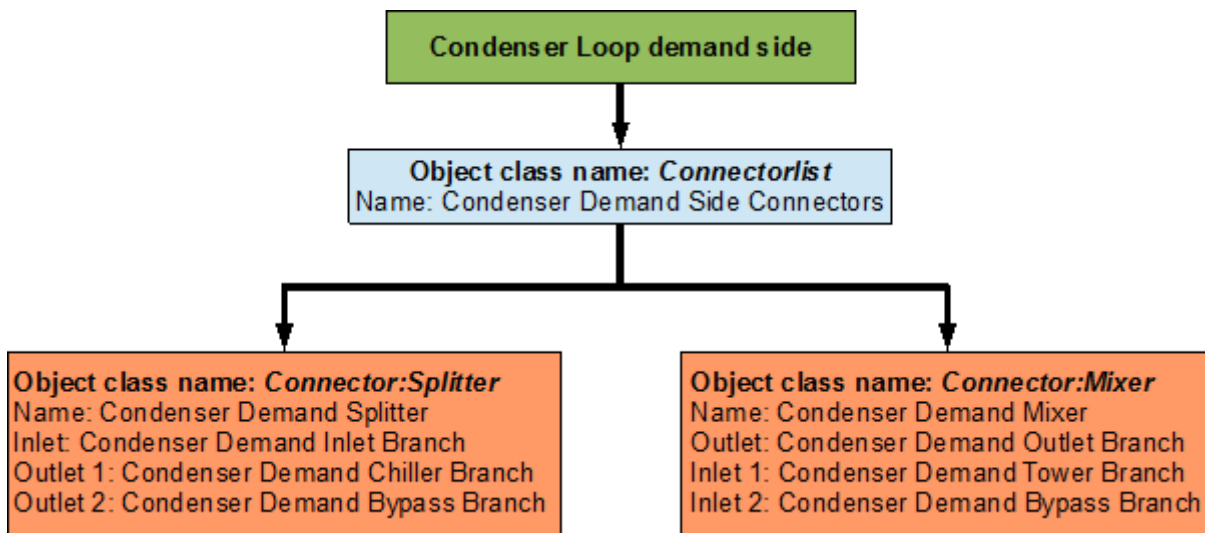 Condenser Loop demand side
Object class name: Connectorlist
Name: Condenser Demand Side Connectors
Object class name: Connector:Splitter
Name: Condenser Demand Splitter
Inlet: Condenser Demand Inlet Branch
Outlet 1: Condenser Demand Chiller Branch
Outlet 2: Condenser Demand Bypass Branch
Object class name: Connector:Mixer
Name: Condenser Demand Mixer
Outlet: Condenser Demand Outlet Branch
Inlet 1: Condenser Demand Tower Branch
Inlet 2: Condenser Demand Bypass Branch